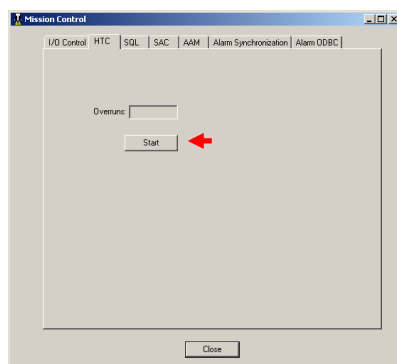 Mission Control
I/O Control HTC SQL SAC AAM Alarm Synchronization Alarm ODBC
Overruns:
Start
Close